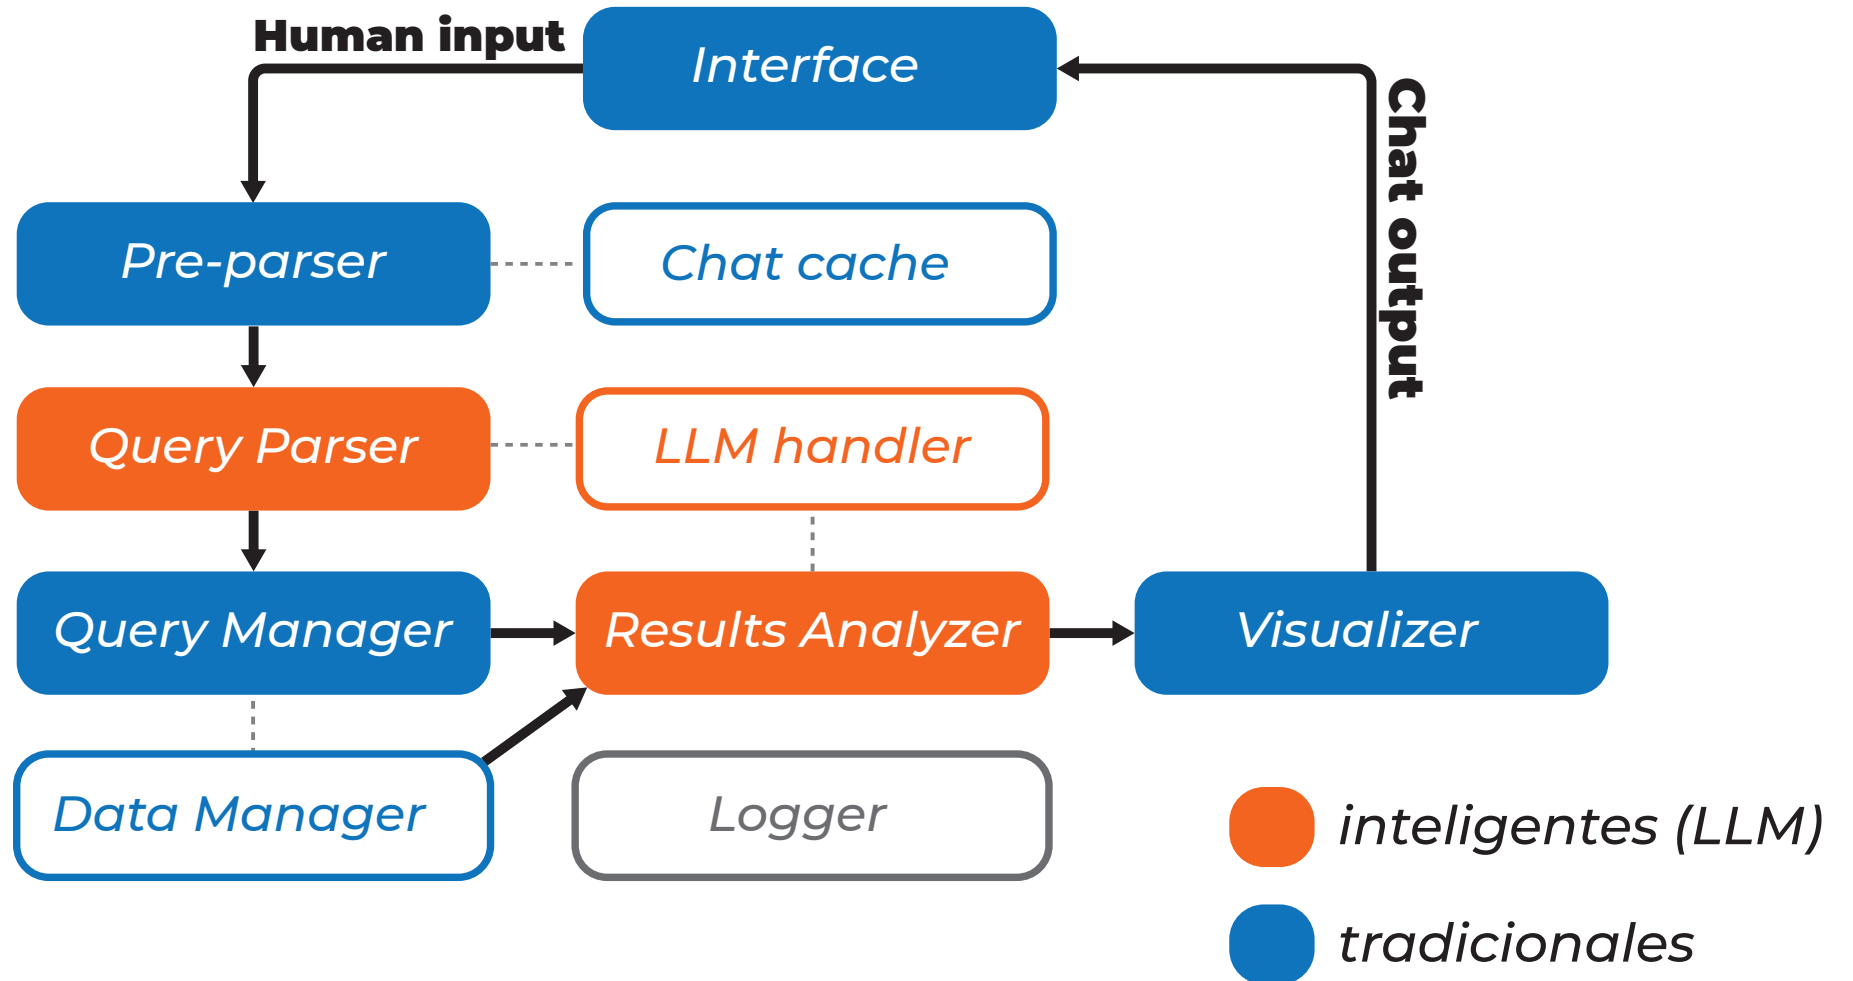 Human input
Interface
Chat output
Pre-parser
Chat cache
Query Parser
LLM handler
Query Manager
Results Analyzer
Visualizer
Data Manager
Logger
inteligentes (LLM)
tradicionales